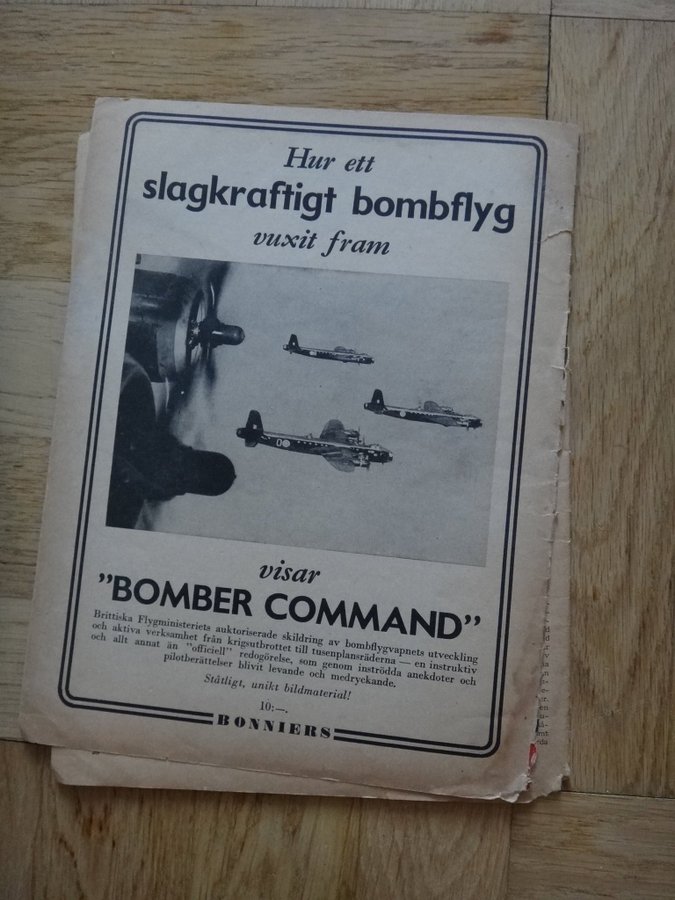 Hur ett
slagkraftigt bombflyg
vuxit fram
visar
"BOMBER COMMAND"
Brittiska Flygministeriets auktoriserade skildring av bombflygvapnets utveckling
och aktiva verksamhet från krigsutbrottet till tusenplansräderna — en instruktiv
och allt annat än "officiell" redogörelse, som genom inströdda anekdoter och
pilotberättelser blivit levande och medryckande.
Ståtligt, unikt bildmaterial!
10:—.
BONNIERS